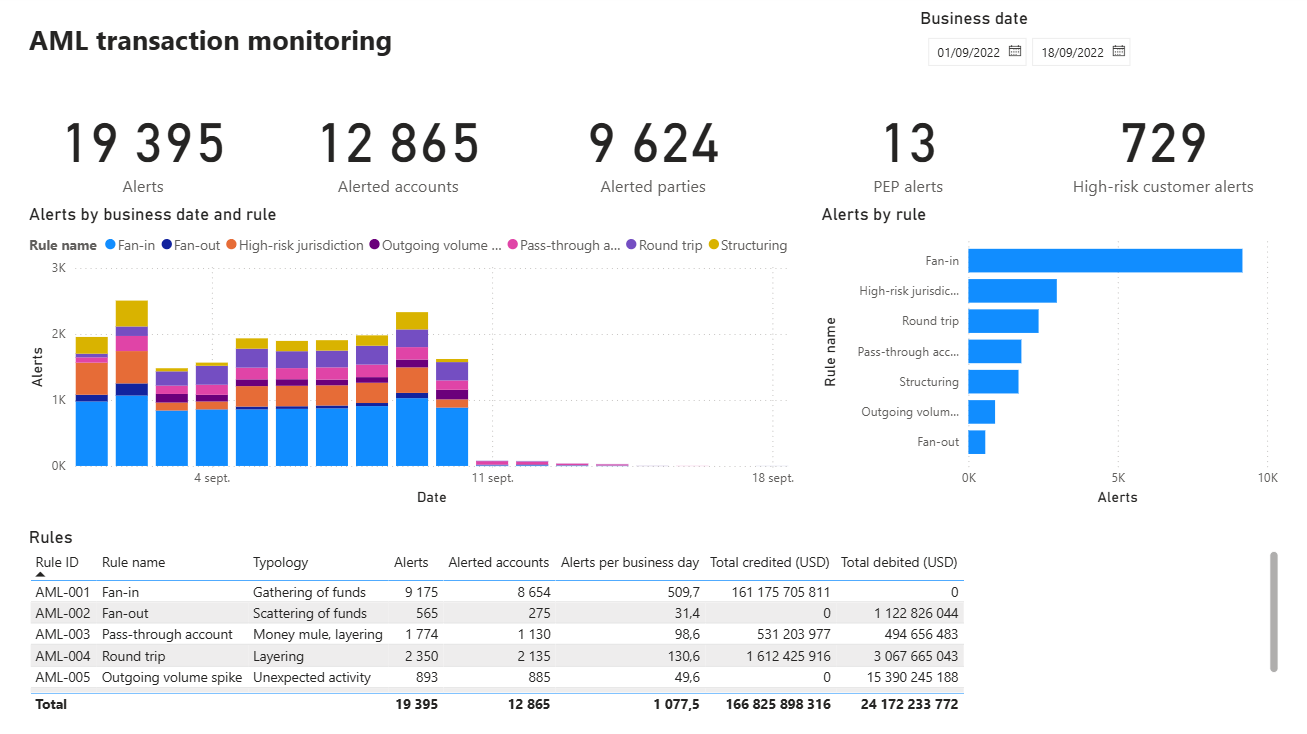 AML transaction monitoring
Business date
01/09/2022 18/09/2022
19 395 12 865 9 624 13 729
Alerts Alerted accounts Alerted parties PEP alerts High-risk customer alerts
Alerts by business date and rule
Rule name Fan-in Fan-out High-risk jurisdiction Outgoing volume ... Pass-through a... Round trip Structuring
3K
2K
1K
0K
Alerts
4 sept. 11 sept. 18 sept.
Date
Alerts by rule
Rule name
Fan-in
High-risk jurisdic...
Round trip
Pass-through acc...
Structuring
Outgoing volum...
Fan-out
0K 5K 10K
Alerts
Rules
Rule ID Rule name Typology Alerts Alerted accounts Alerts per business day Total credited (USD) Total debited (USD)
AML-001 Fan-in Gathering of funds 9 175 8 654 509,7 161 175 705 811 0
AML-002 Fan-out Scattering of funds 565 275 31,4 0 1 122 826 044
AML-003 Pass-through account Money mule, layering 1 774 1 130 98,6 531 203 977 494 656 483
AML-004 Round trip Layering 2 350 2 135 130,6 1 612 425 916 3 067 665 043
AML-005 Outgoing volume spike Unexpected activity 893 885 49,6 0 15 390 245 188
Total 19 395 12 865 1 077,5 166 825 898 316 24 172 233 772